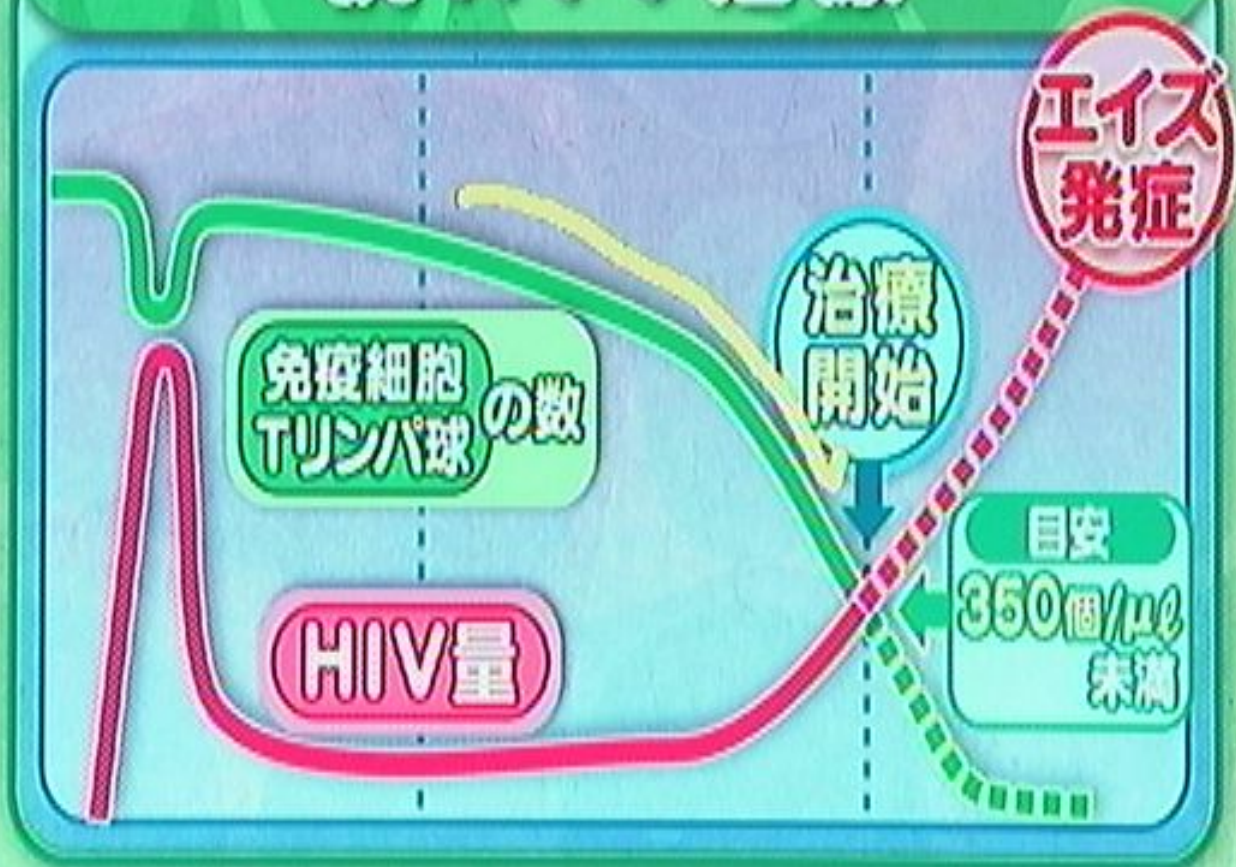 エイズ
発症
治療
開始
免疫細胞
Tリンパ球
の数
目安
350個/μℓ
未満
HIV量